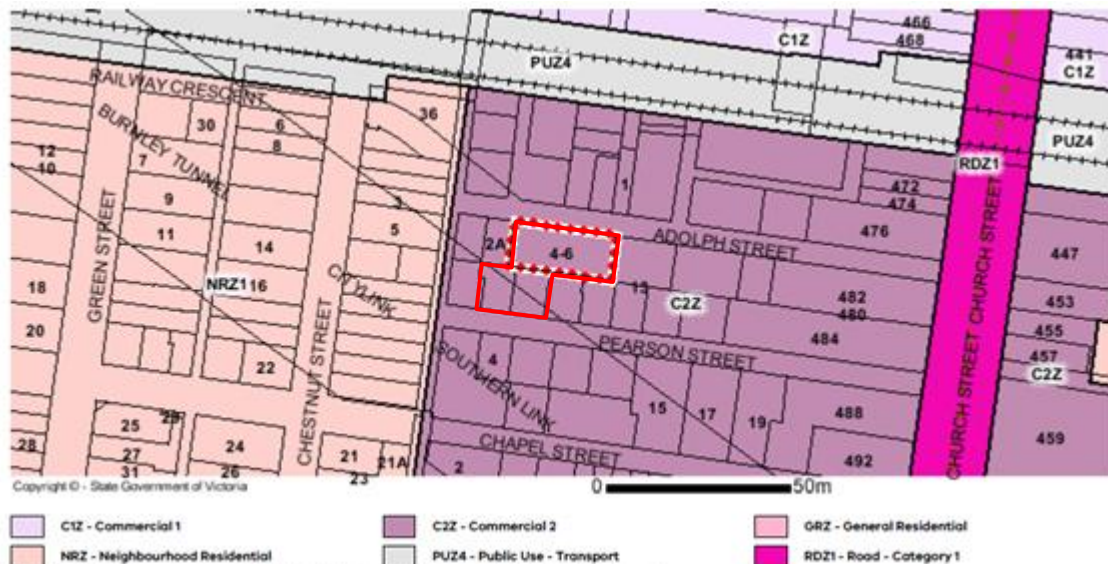 466
C1Z
468
441
PUZ4
C1Z
RAILWAY CRESCENT
36
30
6
8
PUZ4
BURNLEY TUNNEL
RDZ1
12
10
7
1
472
474
9
3
5
11
14
2A
4-6
ADOLPH STREET
476
447
GREEN STREET
CITYLINK
CHURCH STREET
CHURCH STREET
18
NRZ1
16
13
C2Z
482
480
453
20
CHESTNUT STREET
484
455
457
C2Z
PEARSON STREET
22
4
SOUTHERN LINK
15
17
19
488
25
29
28
27
24
31
26
21
21A
23
CHAPEL STREET
2
492
459
Copyright © - State Government of Victoria
0 50m
C1Z - Commercial 1
C2Z - Commercial 2
GRZ - General Residential
NRZ - Neighbourhood Residential
PUZ4 - Public Use - Transport
RDZ1 - Road - Category 1